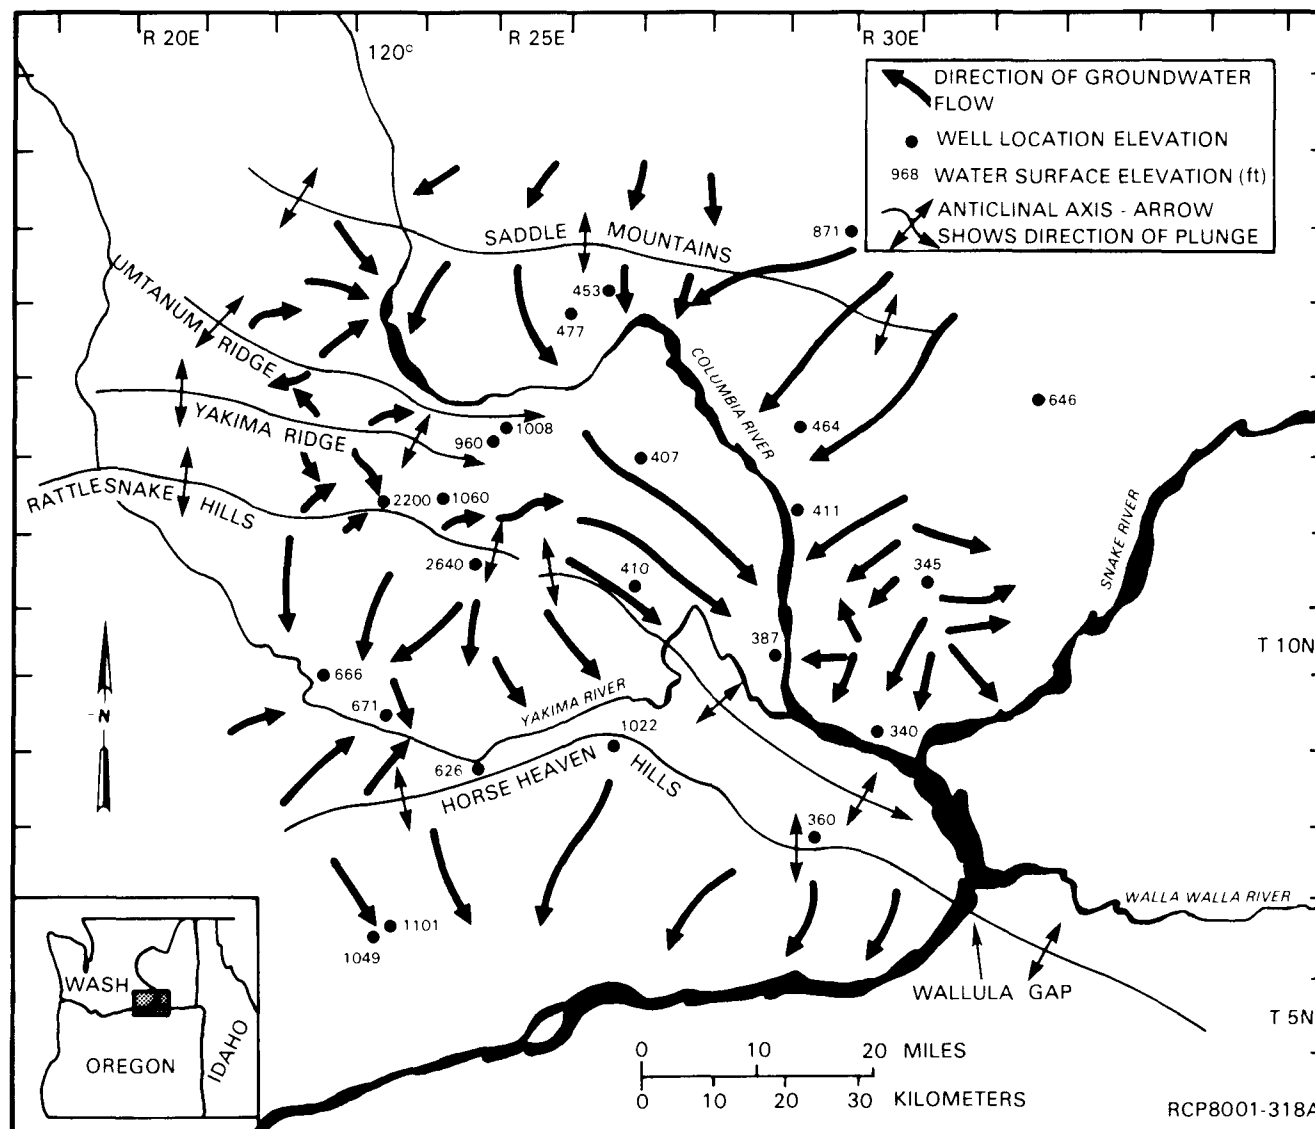 R 20E
120°
R 25E
R 30E
DIRECTION OF GROUNDWATER
FLOW
WELL LOCATION ELEVATION
968 WATER SURFACE ELEVATION (ft)
ANTICLINAL AXIS - ARROW
SHOWS DIRECTION OF PLUNGE
SADDLE MOUNTAINS
871
UMTANUM RIDGE
453
477
COLUMBIA RIVER
646
YAKIMA RIDGE
1008
960
464
407
RATTLESNAKE HILLS
2200
1060
411
SNAKE RIVER
2640
410
345
387
T 10N
666
671
YAKIMA RIVER
N
1022
340
626
HORSE HEAVEN HILLS
360
1101
1049
WALLA WALLA RIVER
WALLULA GAP
WASH
OREGON
IDAHO
T 5N
0 10 20 MILES
0 10 20 30 KILOMETERS
RCP8001-318A